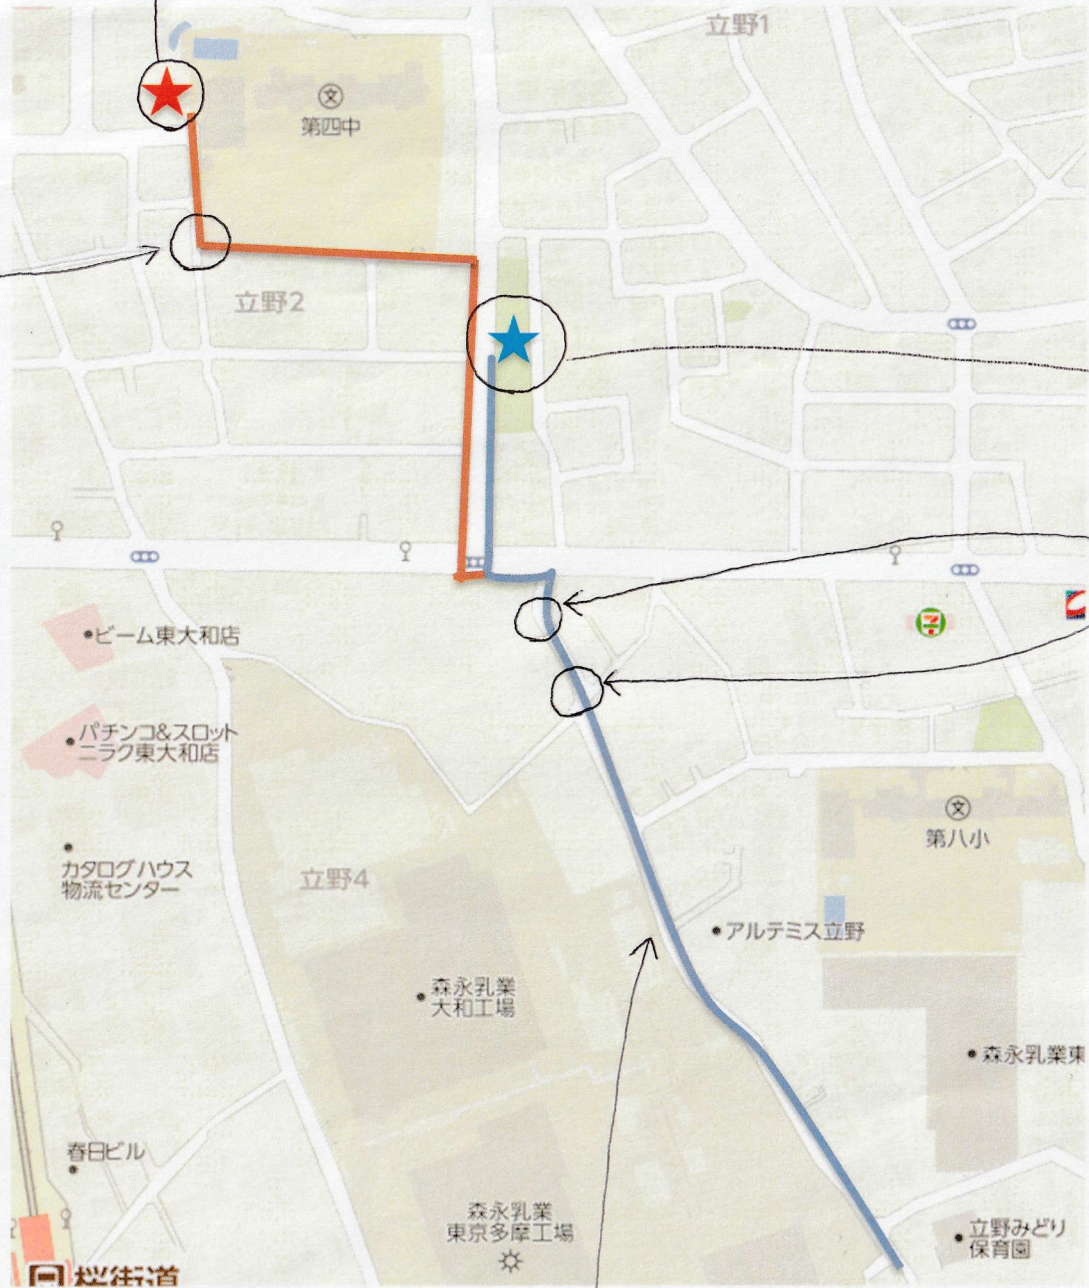 立野1
文
第四中
立野2
ビーム東大和店
パチンコ&スロット
ニラク東大和店
7
文
第八小
カタログハウス
物流センター
立野4
アルテミス立野
森永乳業
大和工場
森永乳業東
春日ビル
森永乳業
東京多摩工場
立野みどり
保育園
桜街道